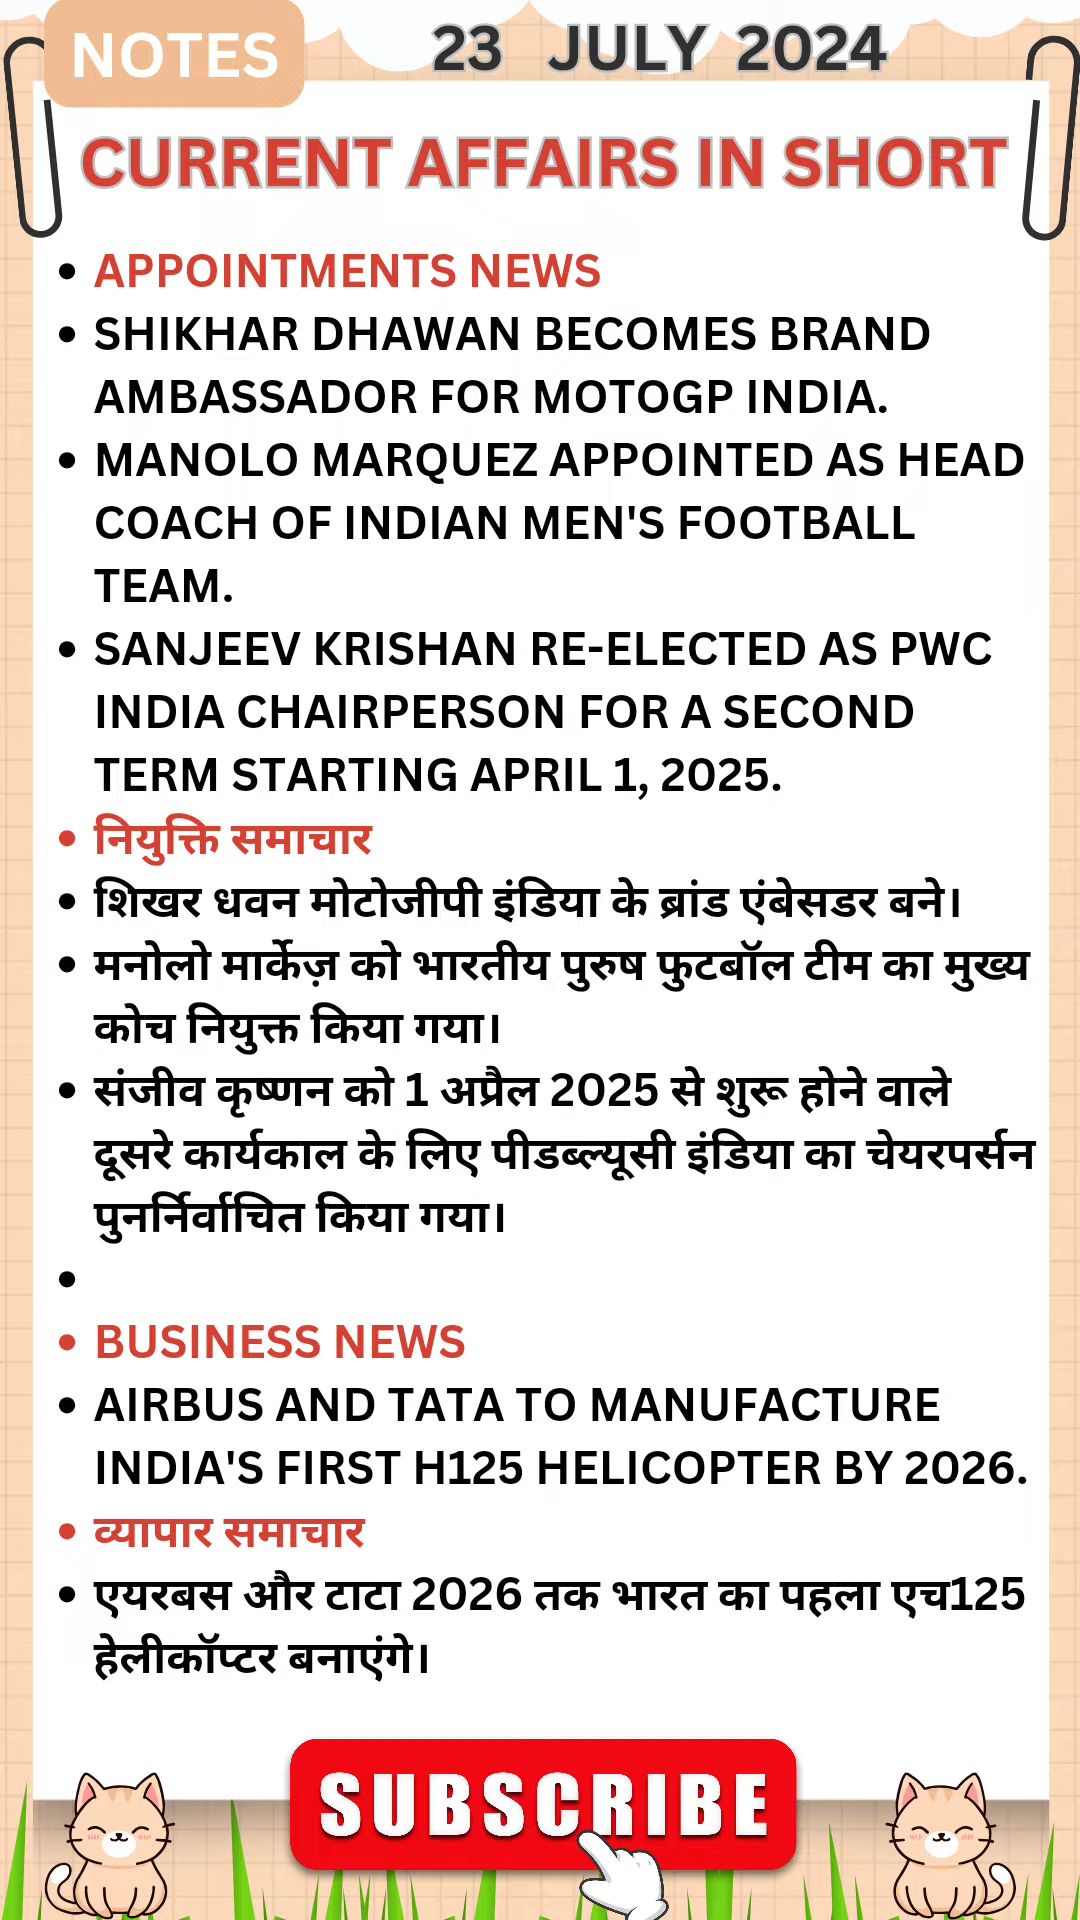 NOTES
23 JULY 2024
CURRENT AFFAIRS IN SHORT
• APPOINTMENTS NEWS
• SHIKHAR DHAWAN BECOMES BRAND
AMBASSADOR FOR MOTOGP INDIA.
• MANOLO MARQUEZ APPOINTED AS HEAD
COACH OF INDIAN MEN'S FOOTBALL
TEAM.
• SANJEEV KRISHAN RE-ELECTED AS PWC
INDIA CHAIRPERSON FOR A SECOND
TERM STARTING APRIL 1, 2025.
• नियुक्ति समाचार
• शिखर धवन मोटोजीपी इंडिया के ब्रांड एंबेसडर बने।
• मनोलो मार्केज़ को भारतीय पुरुष फुटबॉल टीम का मुख्य
कोच नियुक्त किया गया।
• संजीव कृष्णन को 1 अप्रैल 2025 से शुरू होने वाले
दूसरे कार्यकाल के लिए पीडब्ल्यूसी इंडिया का चेयरपर्सन
पुनर्निर्वाचित किया गया।
•
• BUSINESS NEWS
• AIRBUS AND TATA TO MANUFACTURE
INDIA'S FIRST H125 HELICOPTER BY 2026.
• व्यापार समाचार
• एयरबस और टाटा 2026 तक भारत का पहला एच125
हेलीकॉप्टर बनाएंगे।
SUBSCRIBE